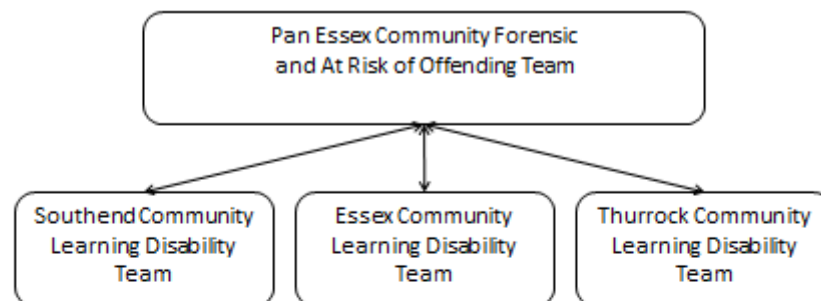 Pan Essex Community Forensic
and At Risk of Offending Team
Southend Community
Learning Disability
Team
Essex Community
Learning Disability
Team
Thurrock Community
Learning Disability
Team